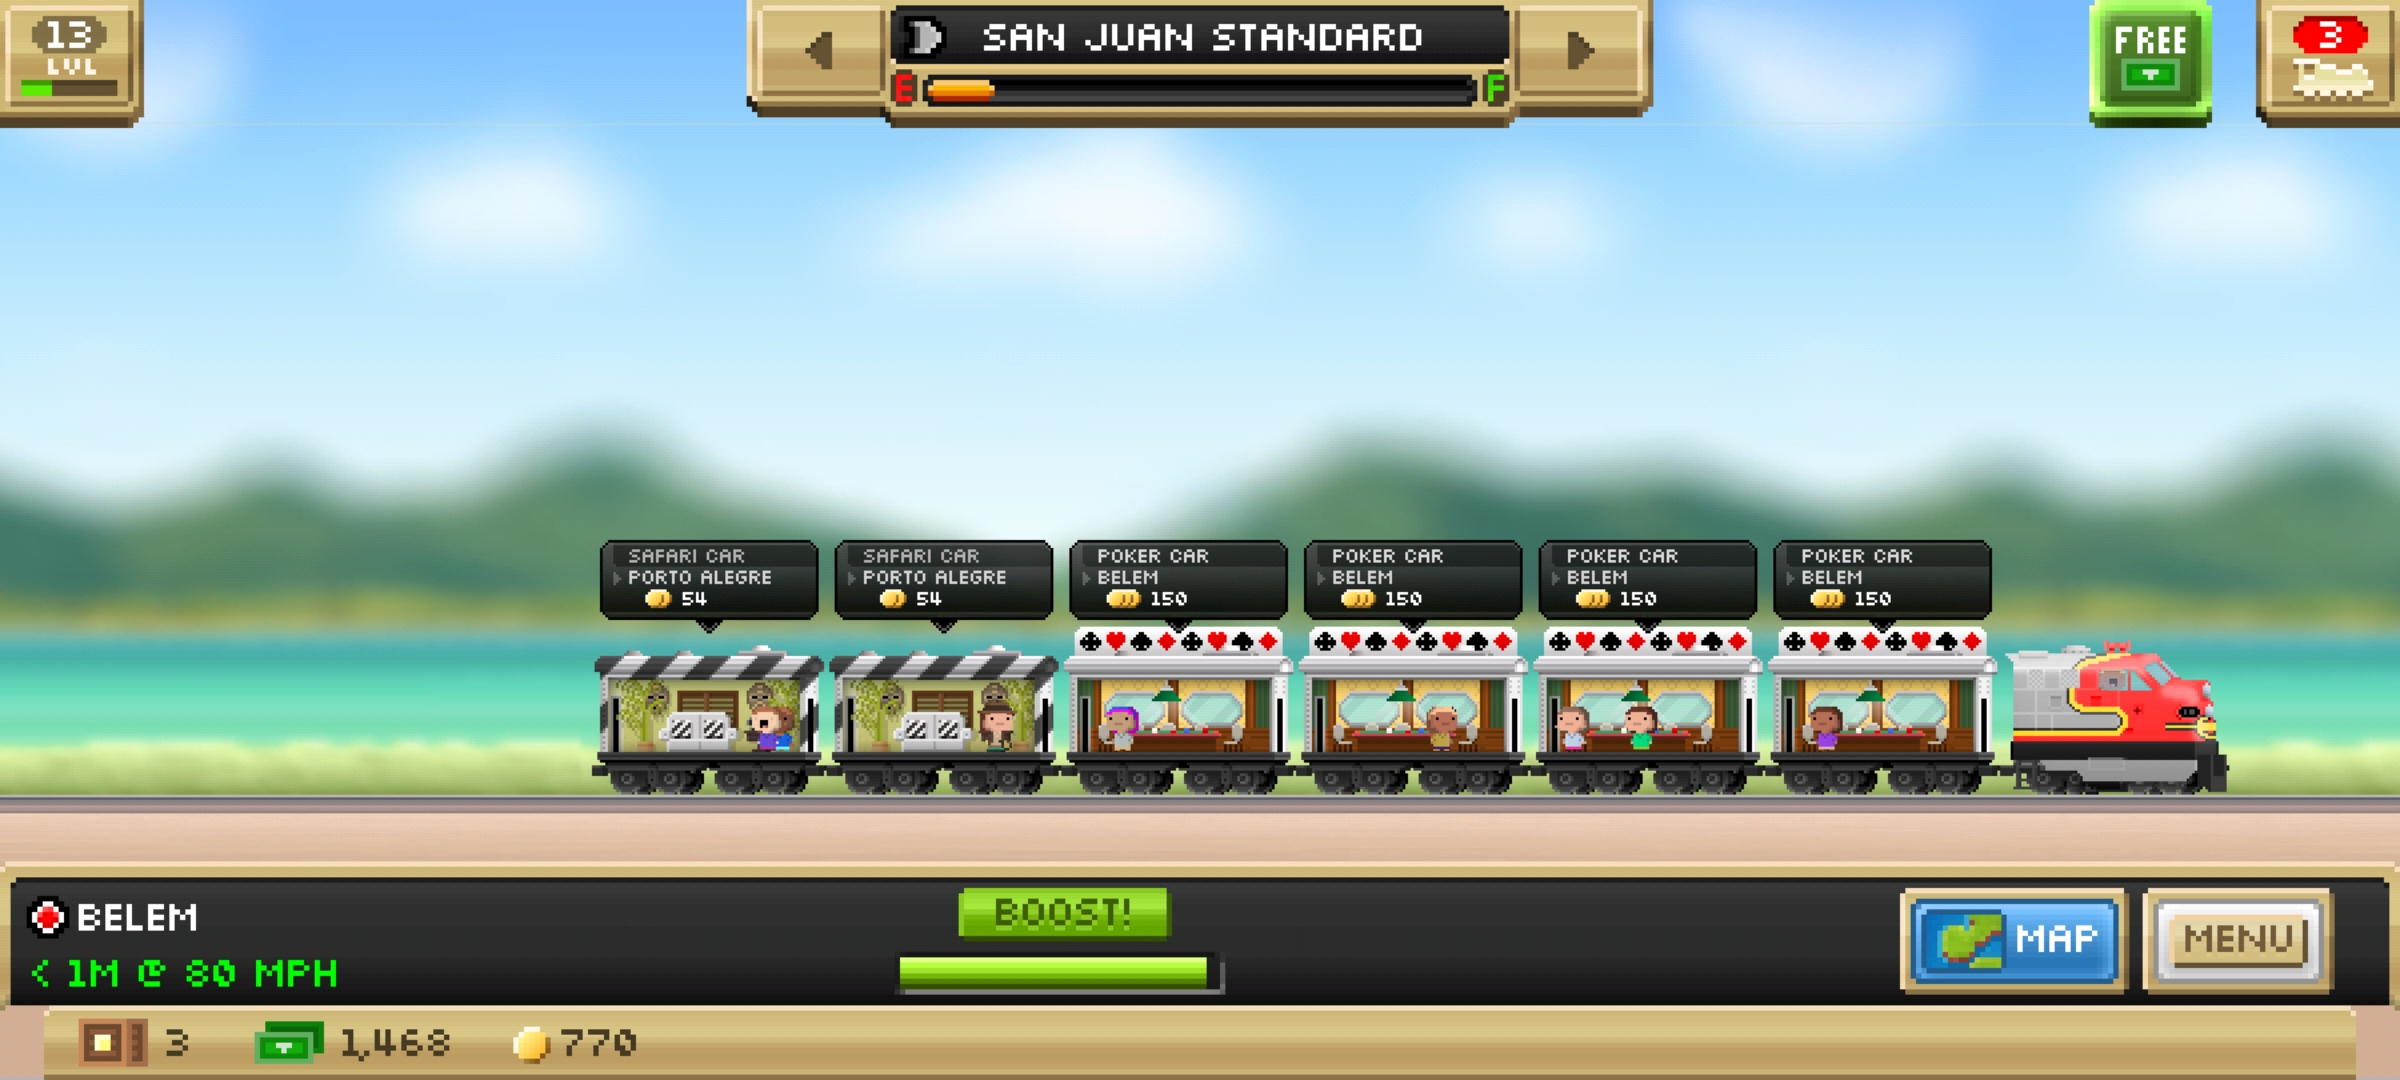 13
LVL
SAN JUAN STANDARD
E F
FREE
3
SAFARI CAR
PORTO ALEGRE
54
SAFARI CAR
PORTO ALEGRE
54
POKER CAR
BELEM
150
POKER CAR
BELEM
150
POKER CAR
BELEM
150
POKER CAR
BELEM
150
BELEM
< 1M @ 80 MPH
BOOST!
MAP
MENU
3 1,468 770